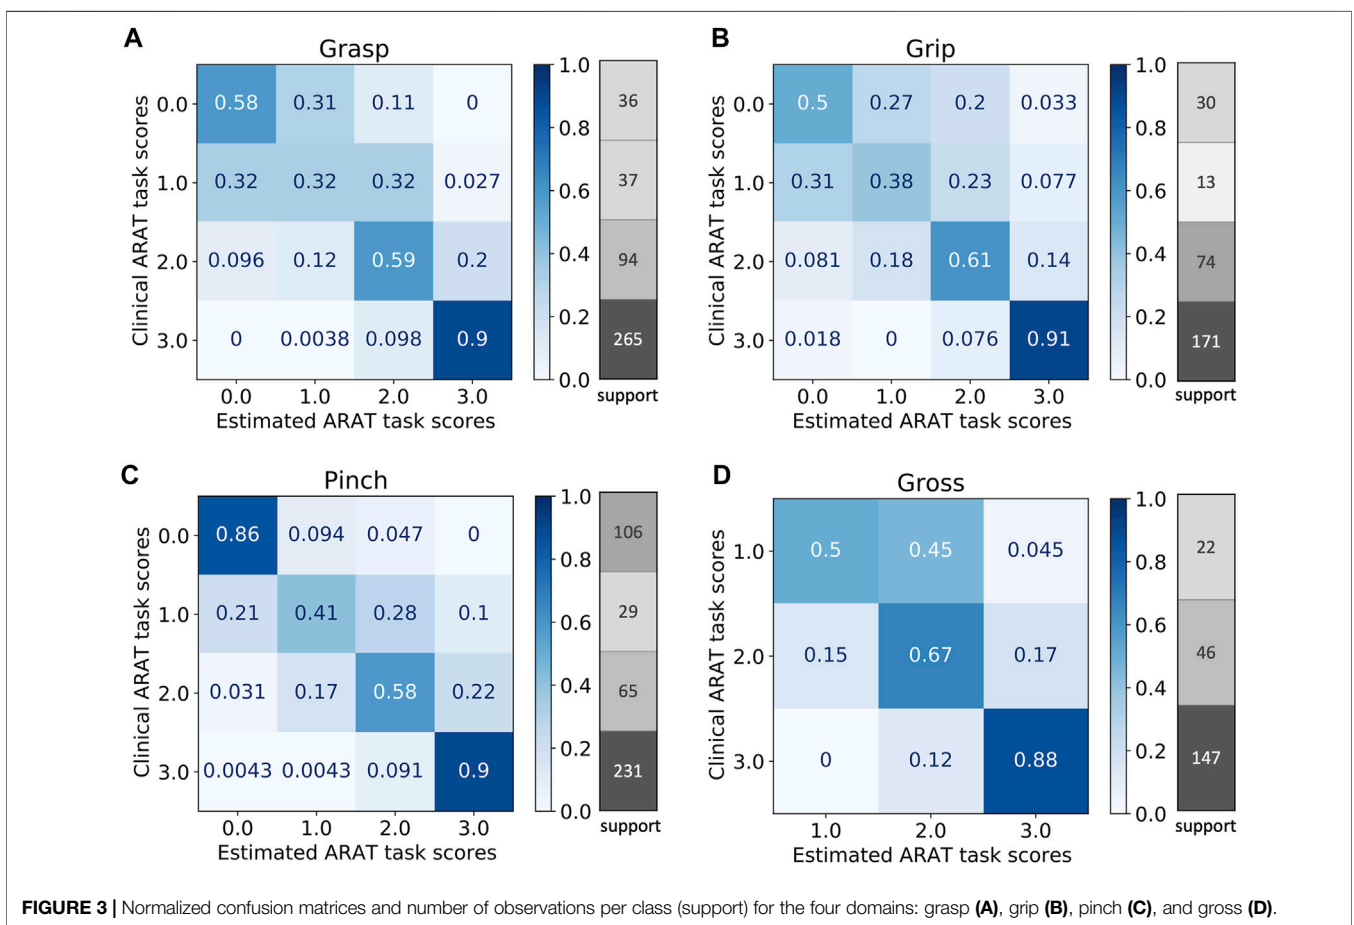 A
Grasp
Clinical ARAT task scores
0.0 0.58 0.31 0.11 0
1.0 0.32 0.32 0.32 0.027
2.0 0.096 0.12 0.59 0.2
3.0 0 0.0038 0.098 0.9
0.0 1.0 2.0 3.0
Estimated ARAT task scores
1.0
0.8
0.6
0.4
0.2
0.0
36
37
94
265
support
B
Grip
Clinical ARAT task scores
0.0 0.5 0.27 0.2 0.033
1.0 0.31 0.38 0.23 0.077
2.0 0.081 0.18 0.61 0.14
3.0 0.018 0 0.076 0.91
0.0 1.0 2.0 3.0
Estimated ARAT task scores
1.0
0.8
0.6
0.4
0.2
0.0
30
13
74
171
support
C
Pinch
Clinical ARAT task scores
0.0 0.86 0.094 0.047 0
1.0 0.21 0.41 0.28 0.1
2.0 0.031 0.17 0.58 0.22
3.0 0.0043 0.0043 0.091 0.9
0.0 1.0 2.0 3.0
Estimated ARAT task scores
1.0
0.8
0.6
0.4
0.2
0.0
106
29
65
231
support
D
Gross
Clinical ARAT task scores
1.0 0.5 0.45 0.045
2.0 0.15 0.67 0.17
3.0 0 0.12 0.88
1.0 2.0 3.0
Estimated ARAT task scores
1.0
0.8
0.6
0.4
0.2
0.0
22
46
147
support
FIGURE 3 | Normalized confusion matrices and number of observations per class (support) for the four domains: grasp (A), grip (B), pinch (C), and gross (D).